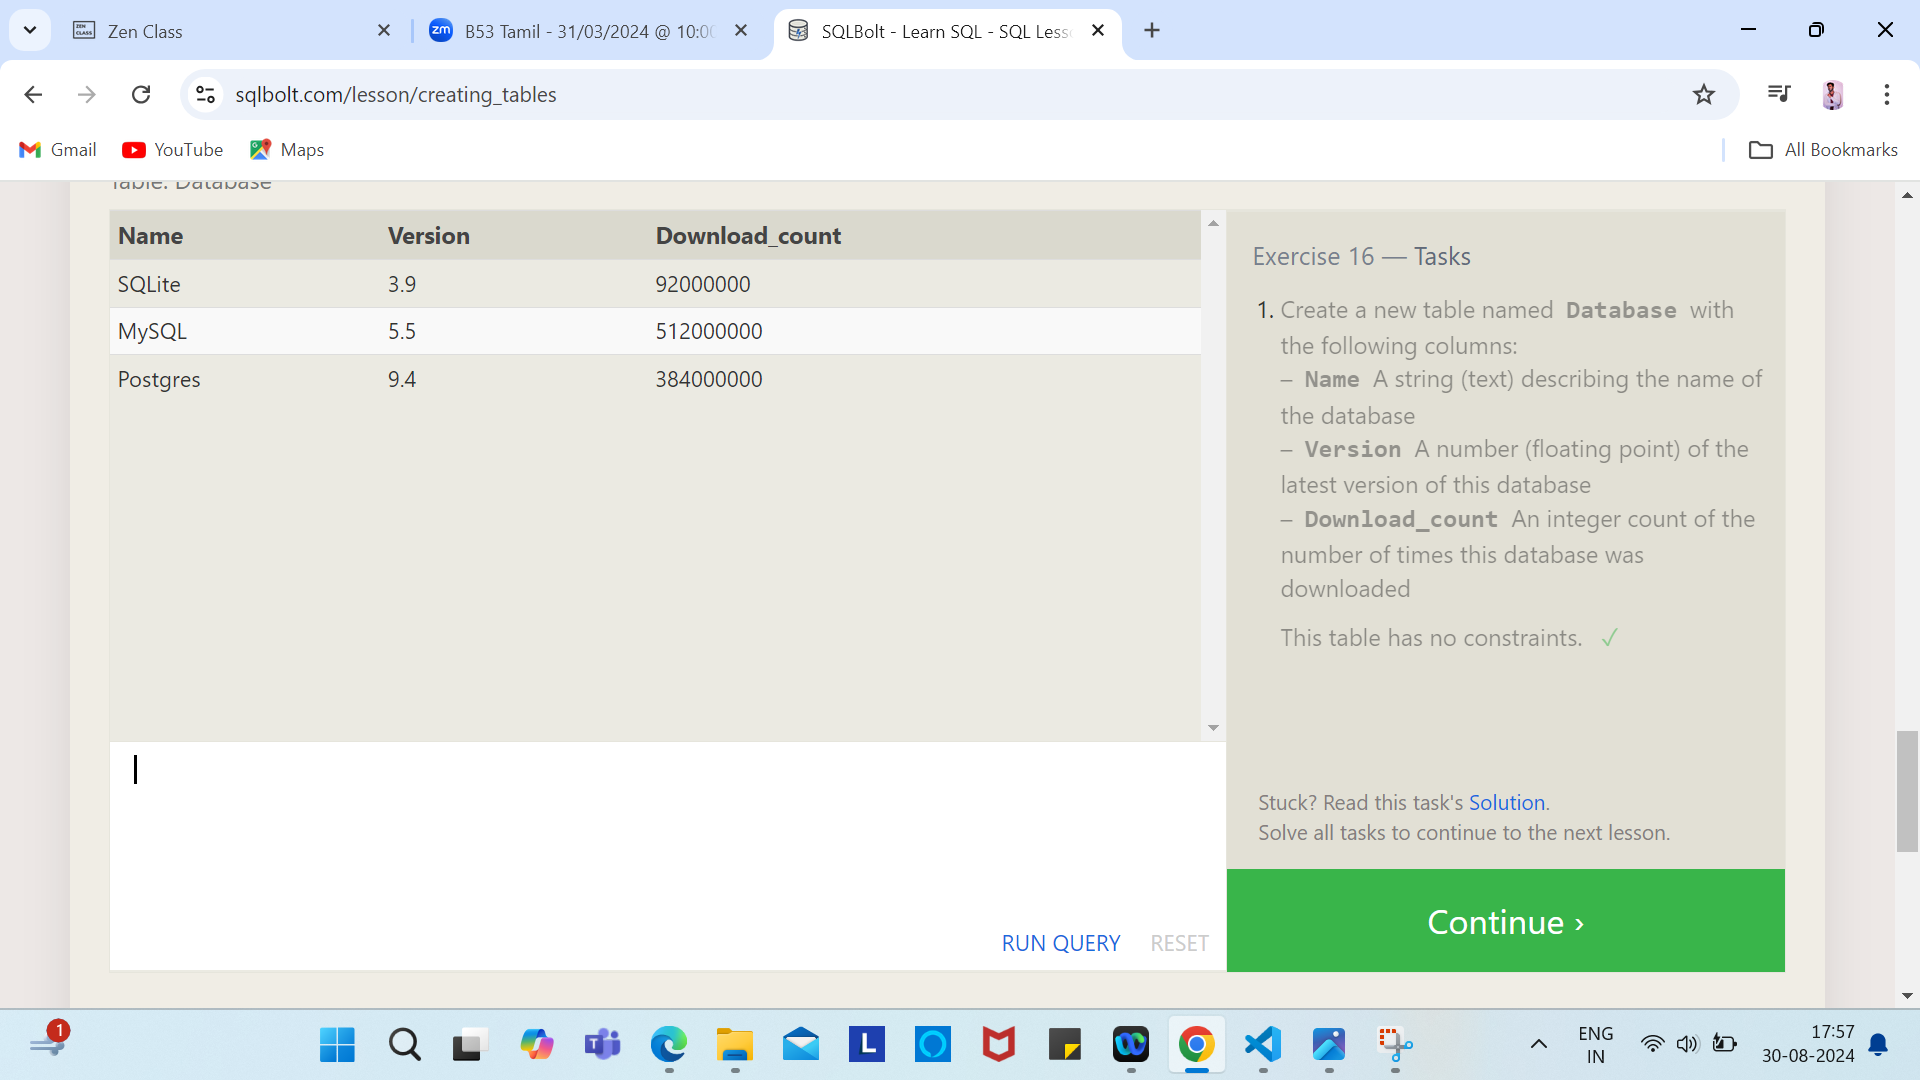 Zen Class
B53 Tamil - 31/03/2024 @ 10:00
SQLBolt - Learn SQL - SQL Less
sqlbolt.com/lesson/creating_tables
Gmail
YouTube
Maps
All Bookmarks
Table: Database
Name Version Download_count
SQLite 3.9 92000000
MySQL 5.5 512000000
Postgres 9.4 384000000
Exercise 16 — Tasks
1. Create a new table named Database with
the following columns:
– Name A string (text) describing the name of
the database
– Version A number (floating point) of the
latest version of this database
– Download_count An integer count of the
number of times this database was
downloaded
This table has no constraints. ✓
Stuck? Read this task's Solution.
Solve all tasks to continue to the next lesson.
RUN QUERY RESET
Continue ›
1
ENG
IN
17:57
30-08-2024